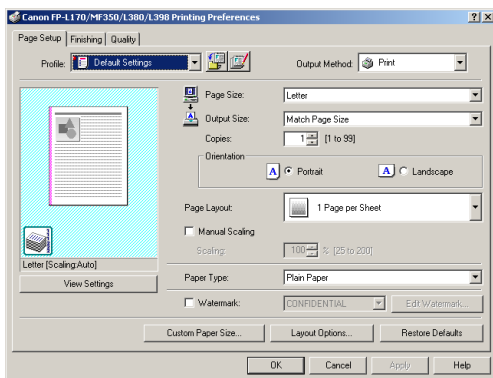 Canon FP-L170/MF350/L380/L398 Printing Preferences
Page Setup Finishing Quality
Profile: Default Settings Output Method: Print
Page Size: Letter
Output Size: Match Page Size
Copies: 1 [1 to 99]
Orientation
A Portrait A Landscape
Page Layout: 1 Page per Sheet
Manual Scaling
Scaling: 100 % [25 to 200]
Letter [Scaling:Auto]
View Settings
Paper Type: Plain Paper
Watermark: CONFIDENTIAL Edit Watermark...
Custom Paper Size... Layout Options... Restore Defaults
OK Cancel Apply Help